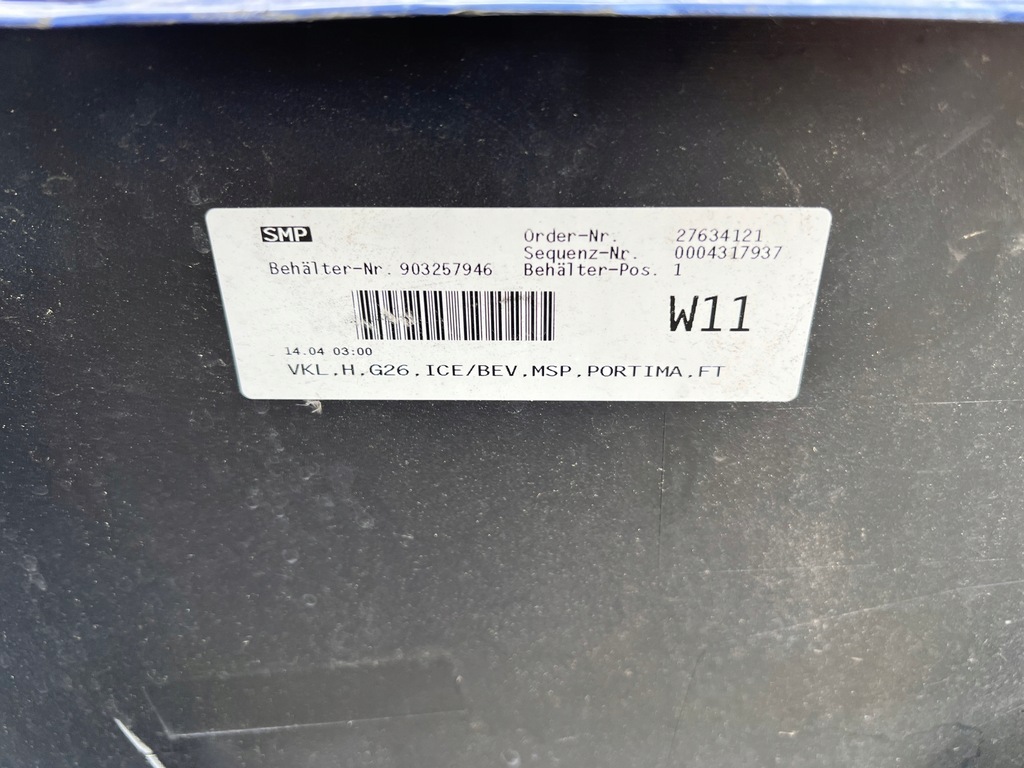 SMP
Order-Nr. 27634121
Sequenz-Nr. 0004317937
Behälter-Nr. 903257946 Behälter-Pos. 1
W11
14.04 03:00
VKL.H.G26.ICE/BEV.MSP.PORTIMA.FT